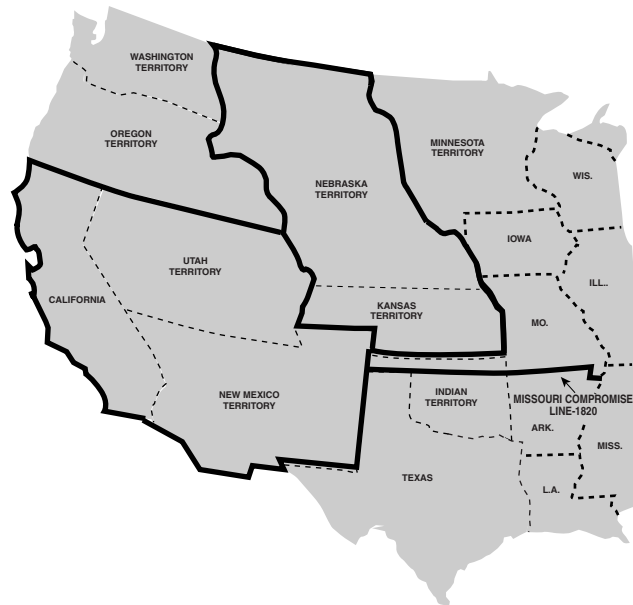 WASHINGTON
TERRITORY
OREGON
TERRITORY
MINNESOTA
TERRITORY
WIS.
NEBRASKA
TERRITORY
IOWA
UTAH
TERRITORY
ILL..
CALIFORNIA
KANSAS
TERRITORY
MO.
NEW MEXICO
TERRITORY
INDIAN
TERRITORY
MISSOURI COMPROMISE
LINE-1820
ARK.
MISS.
TEXAS
L.A.